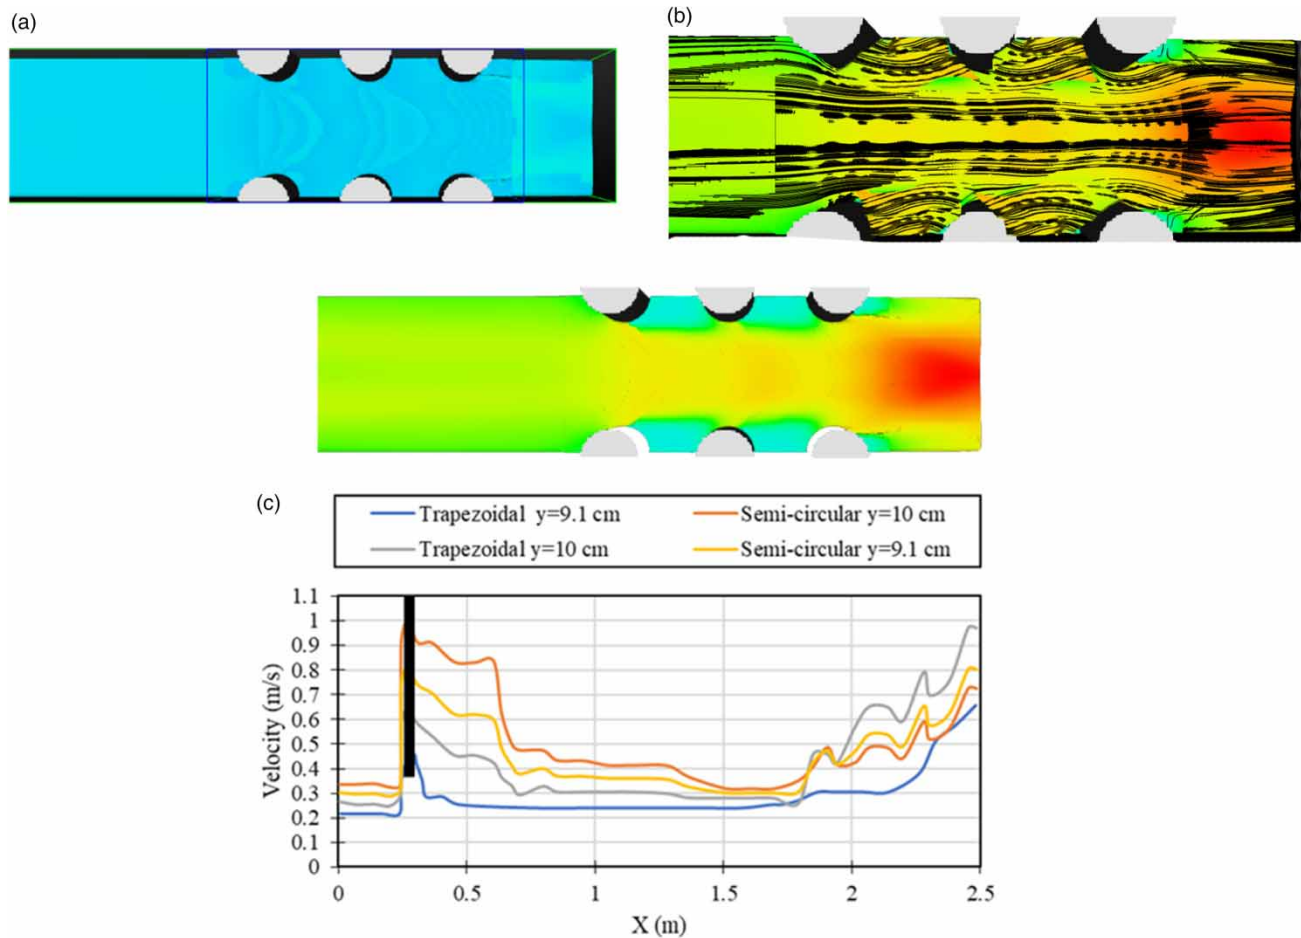 (a)
(b)
(c)
Trapezoidal y=9.1 cm
Semi-circular y=10 cm
Trapezoidal y=10 cm
Semi-circular y=9.1 cm
1.1
1
0.9
0.8
0.7
0.6
0.5
0.4
0.3
0.2
0.1
0
Velocity (m/s)
0 0.5 1 1.5 2 2.5
X (m)